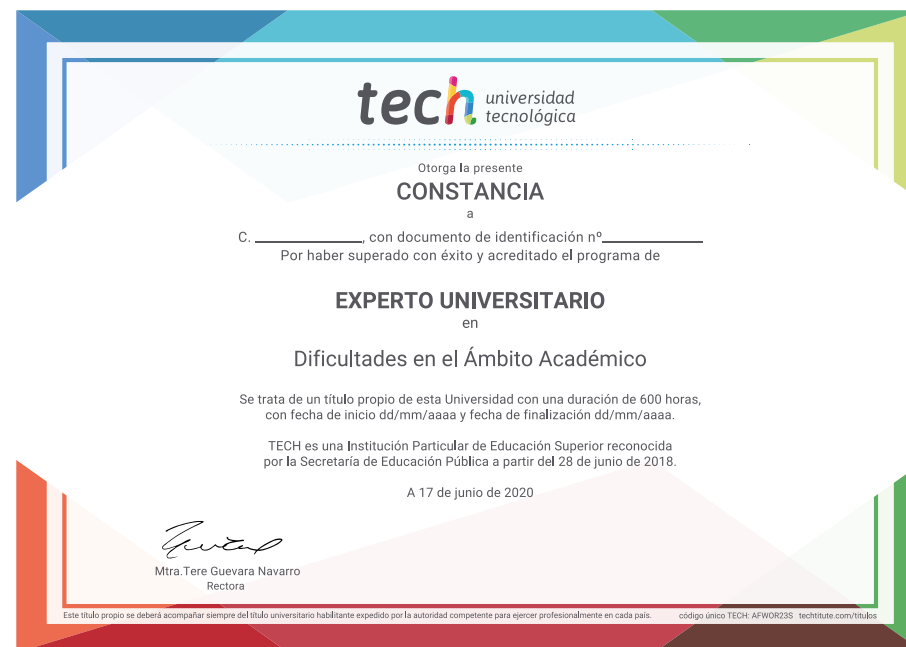 tech universidad
tecnológica
Otorga la presente
CONSTANCIA
a
C. ____________, con documento de identificación nº____________
Por haber superado con éxito y acreditado el programa de
EXPERTO UNIVERSITARIO
en
Dificultades en el Ámbito Académico
Se trata de un título propio de esta Universidad con una duración de 600 horas,
con fecha de inicio dd/mm/aaaa y fecha de finalización dd/mm/aaaa.
TECH es una Institución Particular de Educación Superior reconocida
por la Secretaría de Educación Pública a partir del 28 de junio de 2018.
A 17 de junio de 2020
Mtra.Tere Guevara Navarro
Rectora
Este título propio se deberá acompañar siempre del título universitario habilitante expedido por la autoridad competente para ejercer profesionalmente en cada país. código único TECH: AFWOR23S techtitute.com/titulos